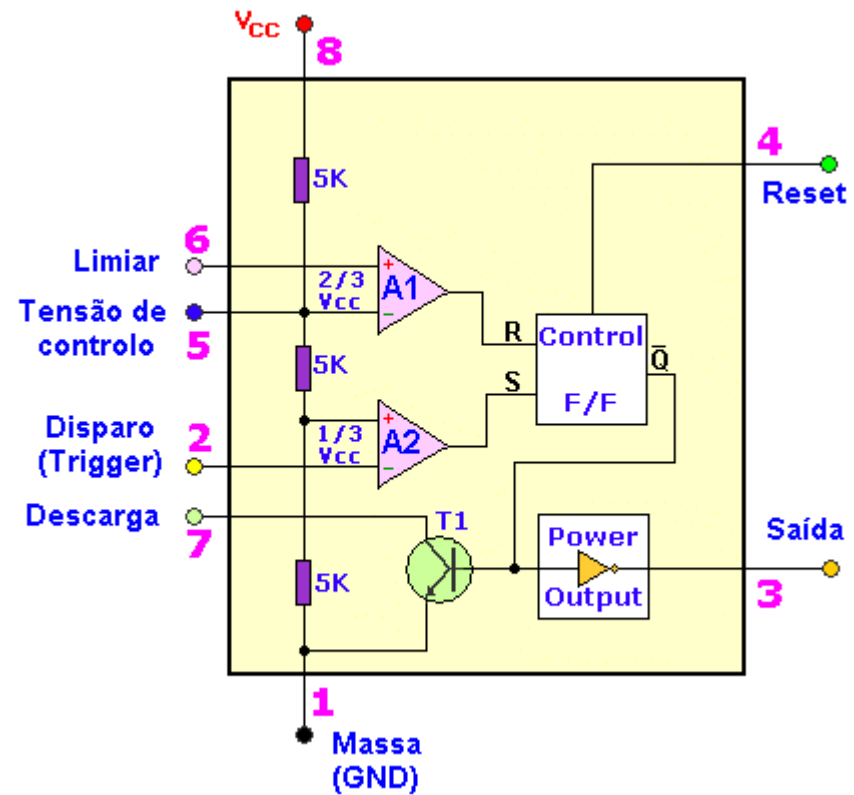 VCC
8
4
Reset
5K
6
Limiar
+
A1
2/3
Vcc
−
Tensão de
controlo
5
R
Control
Q̅
S
F/F
5K
Disparo
(Trigger)
2
+
A2
1/3
Vcc
−
Descarga
7
T1
Power
Output
Saída
3
5K
1
Massa
(GND)